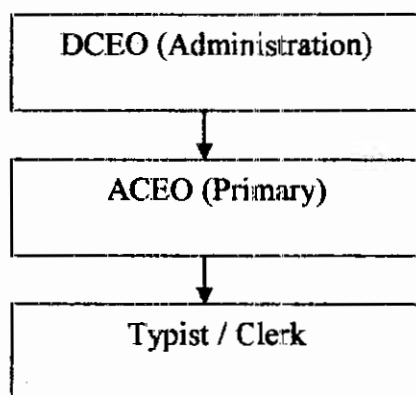 DCEO (Administration)
ACEO (Primary)
Typist / Clerk